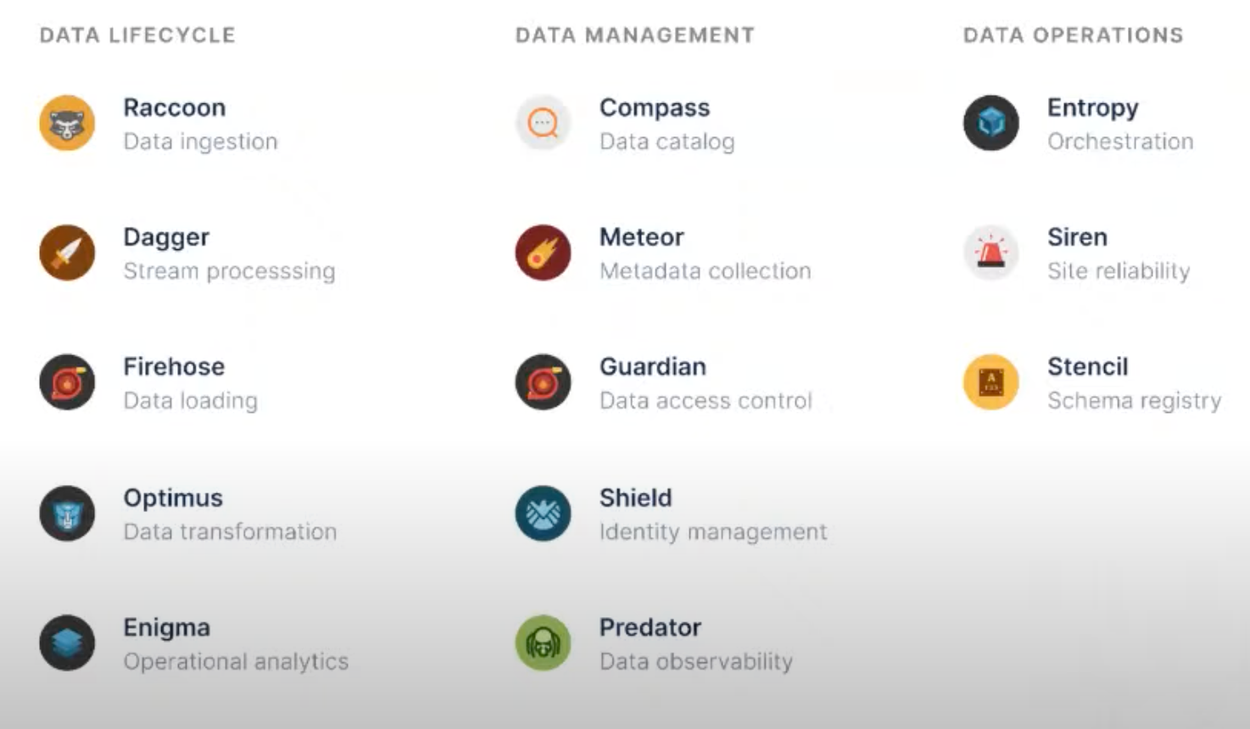 DATA LIFECYCLE
Raccoon
Data ingestion
Dagger
Stream processsing
Firehose
Data loading
Optimus
Data transformation
Enigma
Operational analytics
DATA MANAGEMENT
Compass
Data catalog
Meteor
Metadata collection
Guardian
Data access control
Shield
Identity management
Predator
Data observability
DATA OPERATIONS
Entropy
Orchestration
Siren
Site reliability
Stencil
Schema registry